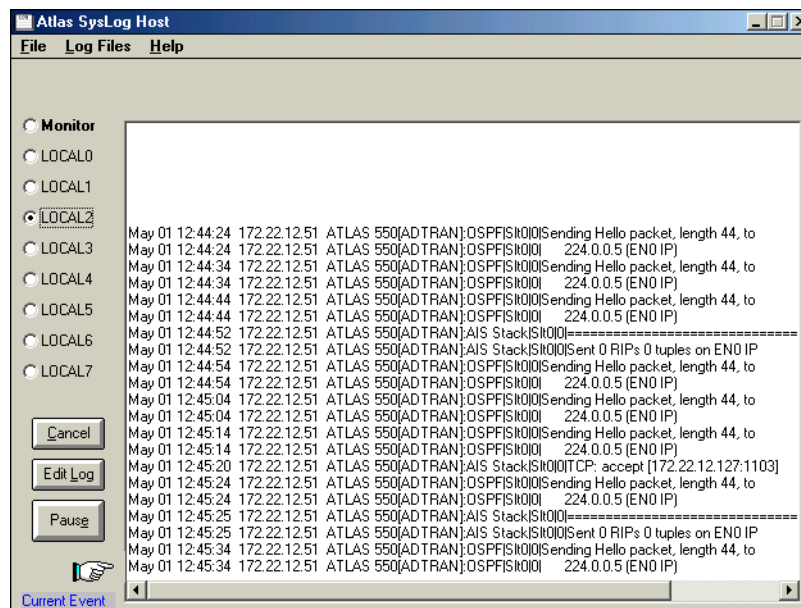 Atlas SysLog Host
File Log Files Help
Monitor
LOCAL0
LOCAL1
LOCAL2
LOCAL3
LOCAL4
LOCAL5
LOCAL6
LOCAL7
Cancel
Edit Log
Pause
Current Event
May 01 12:44:24 172.22.12.51 ATLAS 550[ADTRAN]:OSPF|Slt0|0|Sending Hello packet, length 44, to
May 01 12:44:24 172.22.12.51 ATLAS 550[ADTRAN]:OSPF|Slt0|0| 224.0.0.5 (EN0 IP)
May 01 12:44:34 172.22.12.51 ATLAS 550[ADTRAN]:OSPF|Slt0|0|Sending Hello packet, length 44, to
May 01 12:44:34 172.22.12.51 ATLAS 550[ADTRAN]:OSPF|Slt0|0| 224.0.0.5 (EN0 IP)
May 01 12:44:44 172.22.12.51 ATLAS 550[ADTRAN]:OSPF|Slt0|0|Sending Hello packet, length 44, to
May 01 12:44:44 172.22.12.51 ATLAS 550[ADTRAN]:OSPF|Slt0|0| 224.0.0.5 (EN0 IP)
May 01 12:44:52 172.22.12.51 ATLAS 550[ADTRAN]:AIS Stack|Slt0|0|==============================
May 01 12:44:52 172.22.12.51 ATLAS 550[ADTRAN]:AIS Stack|Slt0|0|Sent 0 RIPs 0 tuples on EN0 IP
May 01 12:44:54 172.22.12.51 ATLAS 550[ADTRAN]:OSPF|Slt0|0|Sending Hello packet, length 44, to
May 01 12:44:54 172.22.12.51 ATLAS 550[ADTRAN]:OSPF|Slt0|0| 224.0.0.5 (EN0 IP)
May 01 12:45:04 172.22.12.51 ATLAS 550[ADTRAN]:OSPF|Slt0|0|Sending Hello packet, length 44, to
May 01 12:45:04 172.22.12.51 ATLAS 550[ADTRAN]:OSPF|Slt0|0| 224.0.0.5 (EN0 IP)
May 01 12:45:14 172.22.12.51 ATLAS 550[ADTRAN]:OSPF|Slt0|0|Sending Hello packet, length 44, to
May 01 12:45:14 172.22.12.51 ATLAS 550[ADTRAN]:OSPF|Slt0|0| 224.0.0.5 (EN0 IP)
May 01 12:45:20 172.22.12.51 ATLAS 550[ADTRAN]:AIS Stack|Slt0|0|TCP: accept [172.22.12.127:1103]
May 01 12:45:24 172.22.12.51 ATLAS 550[ADTRAN]:OSPF|Slt0|0|Sending Hello packet, length 44, to
May 01 12:45:24 172.22.12.51 ATLAS 550[ADTRAN]:OSPF|Slt0|0| 224.0.0.5 (EN0 IP)
May 01 12:45:25 172.22.12.51 ATLAS 550[ADTRAN]:AIS Stack|Slt0|0|==============================
May 01 12:45:25 172.22.12.51 ATLAS 550[ADTRAN]:AIS Stack|Slt0|0|Sent 0 RIPs 0 tuples on EN0 IP
May 01 12:45:34 172.22.12.51 ATLAS 550[ADTRAN]:OSPF|Slt0|0|Sending Hello packet, length 44, to
May 01 12:45:34 172.22.12.51 ATLAS 550[ADTRAN]:OSPF|Slt0|0| 224.0.0.5 (EN0 IP)